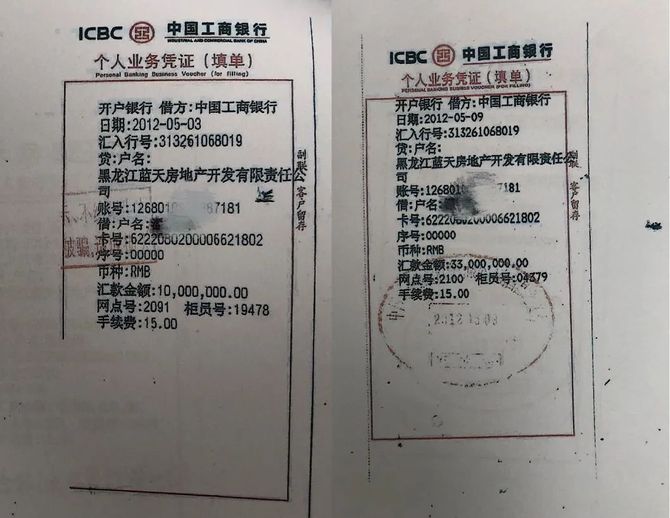 ICBC 中国工商银行
INDUSTRIAL AND COMMERCIAL BANK OF CHINA
个人业务凭证（填单）
Personal Banking Business Voucher (for filling)
开户银行 借方:中国工商银行
日期:2012-05-03
汇入行号:313261068019
贷:户名:
黑龙江蓝天房地产开发有限责任公
司
账号:12680 7181
借:户名
卡号:6222080200006621802
序号:00000
币种:RMB
汇款金额:10,000,000.00
网点号:2091 柜员号:19478
手续费:15.00
客户留存
ICBC 中国工商银行
个人业务凭证（填单）
PERSONAL BANKING BUSINESS VOUCHER (FOR FILLING)
开户银行 借方:中国工商银行
日期:2012-05-09
汇入行号:313261068019
贷:户名:
黑龙江蓝天房地产开发有限责任公
司
账号:1268 7181
借:户名
卡号:6222080200006621802
序号:00000
币种:RMB
汇款金额:33,000,000.00
网点号:2100 柜员号:04379
手续费:15.00
客户留存